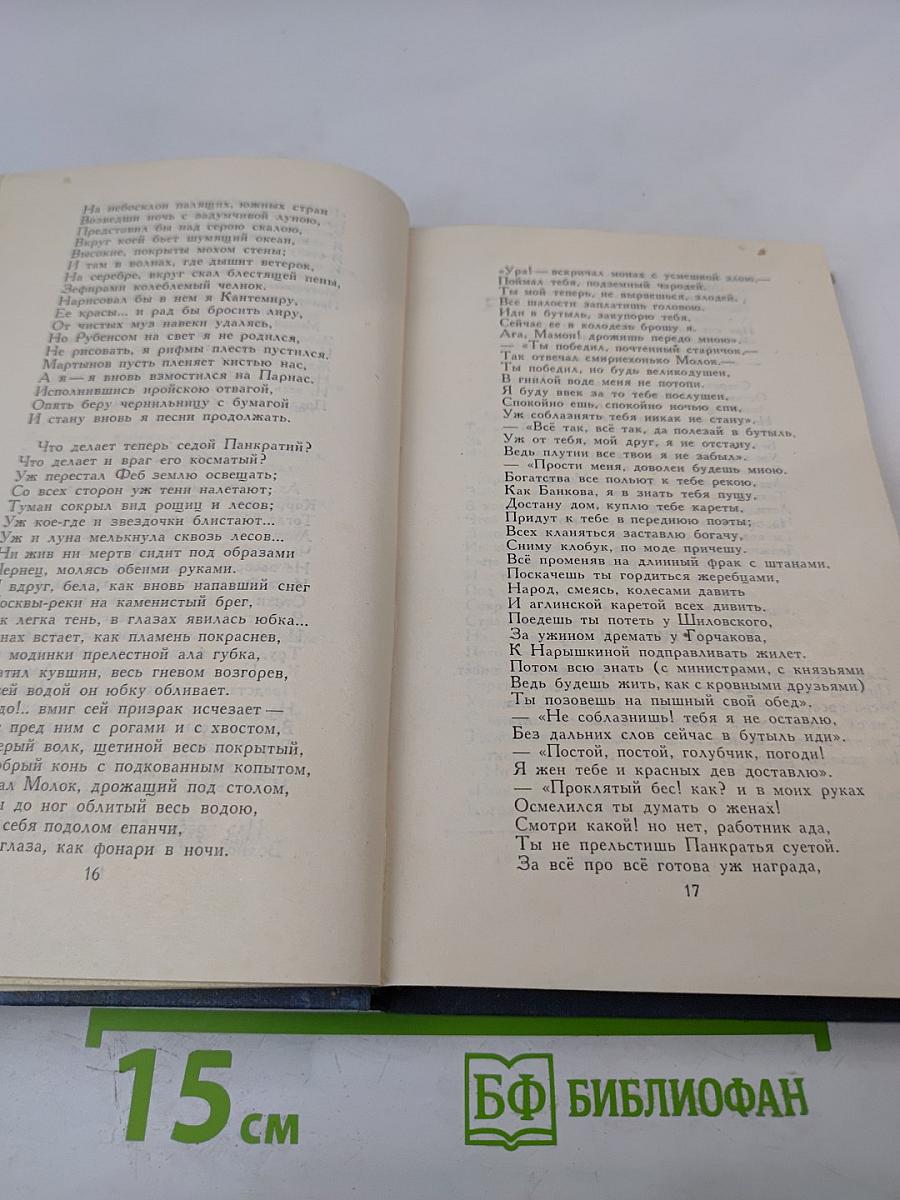 На небосклон палящих, южных стран
Возведши ночь с задумчивой луною,
Представил бы над серою скалою,
Вкруг коей бьет шумящий океан,
Высокие, покрыты мохом стены;
И там в волнах, где дышит ветерок,
На серебре, вкруг скал блестящей пены,
Зефирами колеблемый челнок.
Нарисовал бы в нем я Кантемиру,
Ее красы... и рад бы бросить лиру,
От чистых муз навеки удалясь,
Но Рубенсом на свет я не родился,
Не рисовать, я рифмы плесть пустился.
Мартынов пусть пленяет кистью нас,
А я — я вновь взмостился на Парнас.
Исполнившись иройскою отвагой,
Опять беру чернильницу с бумагой
И стану вновь я песни продолжать.
Что делает теперь седой Панкратий?
Что делает и враг его косматый?
Уж перестал Феб землю освещать;
Со всех сторон уж тени налетают;
Туман сокрыл вид рощиц и лесов;
Уж кое-где и звездочки блистают...
Уж и луна мелькнула сквозь лесов...
Ни жив ни мертв сидит под образами
Чернец, молясь обеими руками.
вдруг, бела, как вновь напавший снег
осквы-реки на каменистый брег,
к легка тень, в глазах явилась юбка...
нах встает, как пламень покраснев,
модинки прелестной ала губка,
атил кувшин, весь гневом возгорев,
сей водой он юбку обливает.
до!.. вмиг сей призрак исчезает —
пред ним с рогами и с хвостом,
ерый волк, щетиной весь покрытый,
обрый конь с подкованным копытом,
ал Молок, дрожащий под столом,
ы до ног облитый весь водою,
себя подолом епанчи,
глаза, как фонари в ночи.
16
«Ура! — вскричал монах с усмешкой злою,—
Поймал тебя, подземный чародей.
Ты мой теперь, не вырвешься, злодей.
Все шалости заплатишь головою.
Иди в бутыль, закупорю тебя,
Сейчас ее в колодезь брошу я.
Ага, Мамон! дрожишь передо мною».
— «Ты победил, почтенный старичок,—
Так отвечал смирнехонько Молок.—
Ты победил, но будь великодушен,
В гнилой воде меня не потопи.
Я буду ввек за то тебе послушен,
Спокойно ешь, спокойно ночью спи,
Уж соблазнять тебя никак не стану».
— «Всё так, всё так, да полезай в бутыль,
Уж от тебя, мой друг, я не отстану,
Ведь плутни все твои я не забыл».
— «Прости меня, доволен будешь мною.
Богатства все польют к тебе рекою,
Как Банкова, я в знать тебя пущу,
Достану дом, куплю тебе кареты,
Придут к тебе в переднюю поэты;
Всех кланяться заставлю богачу,
Сниму клобук, по моде причешу.
Всё променяв на длинный фрак с штанами.
Поскачешь ты гордиться жеребцами,
Народ, смеясь, колесами давить
И аглинской каретой всех дивить.
Поедешь ты потеть у Шиловского,
За ужином дремать у Горчакова,
К Нарышкиной подправливать жилет.
Потом всю знать (с министрами, с князьями
Ведь будешь жить, как с кровными друзьями)
Ты позовешь на пышный свой обед».
— «Не соблазнишь! тебя я не оставлю,
Без дальних слов сейчас в бутыль иди».
— «Постой, постой, голубчик, погоди!
Я жен тебе и красных дев доставлю».
— «Проклятый бес! как? и в моих руках
Осмелился ты думать о женах!
Смотри какой! но нет, работник ада,
Ты не прельстишь Панкратья суетой.
За всё про всё готова уж награда,
17
15 см
БФ БИБЛИОФАН